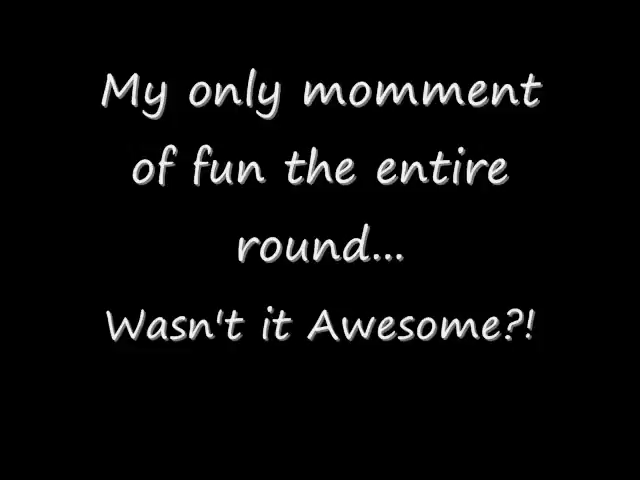 My only momment
of fun the entire
round...
Wasn't it Awesome?!